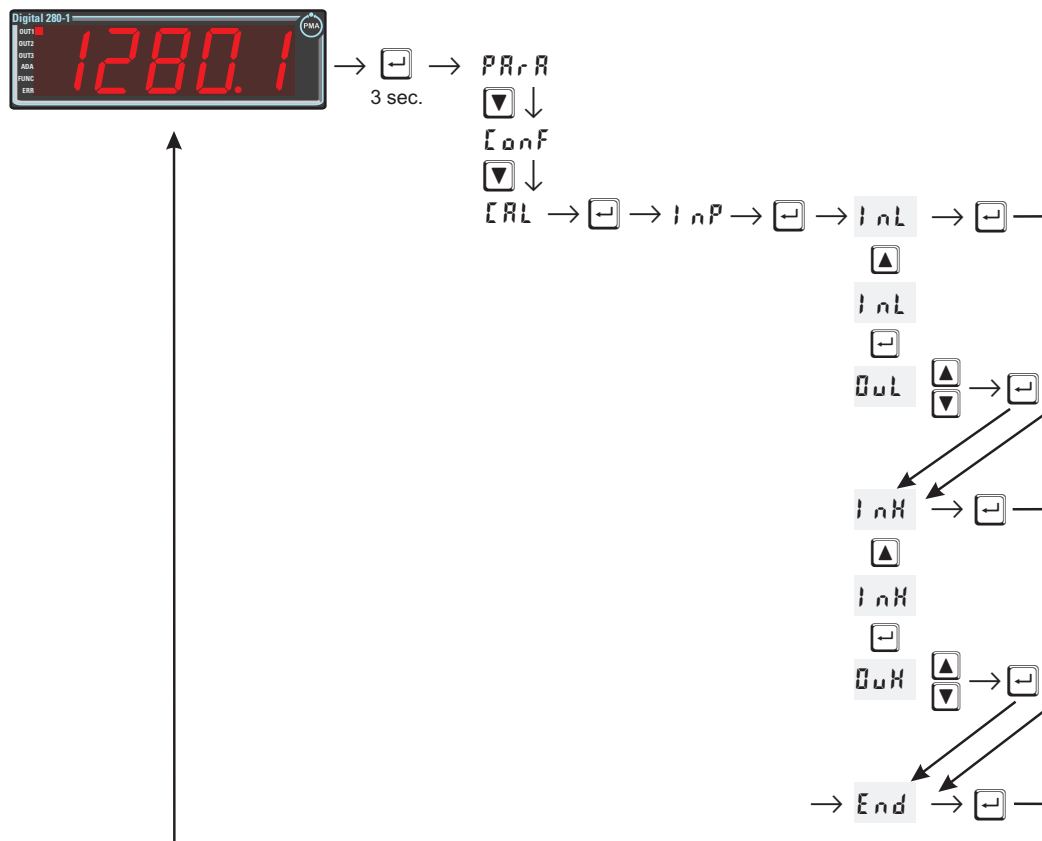 Digital 280-1
PMA
OUT1
OUT2
OUT3
ADA
FUNC
ERR
1280.1
3 sec.
PArA
ConF
CAL
InP
InL
InL
OuL
InH
InH
OuH
End